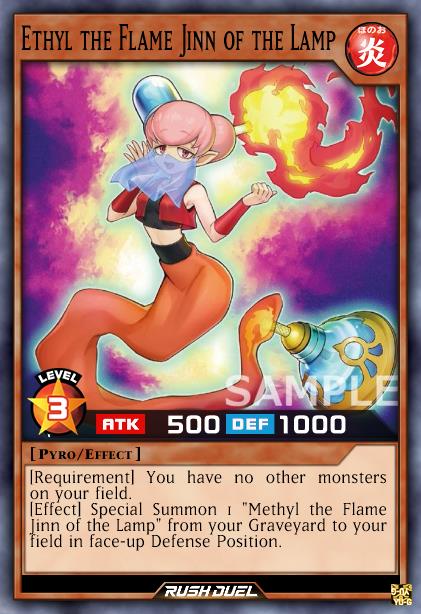 Ethyl the Flame Jinn of the Lamp
ほのお
炎
SAMPLE
LEVEL
3
ATK 500 DEF 1000
[Pyro/Effect]
[Requirement] You have no other monsters
on your field.
[Effect] Special Summon 1 "Methyl the Flame
Jinn of the Lamp" from your Graveyard to your
field in face-up Defense Position.
RUSH DUEL